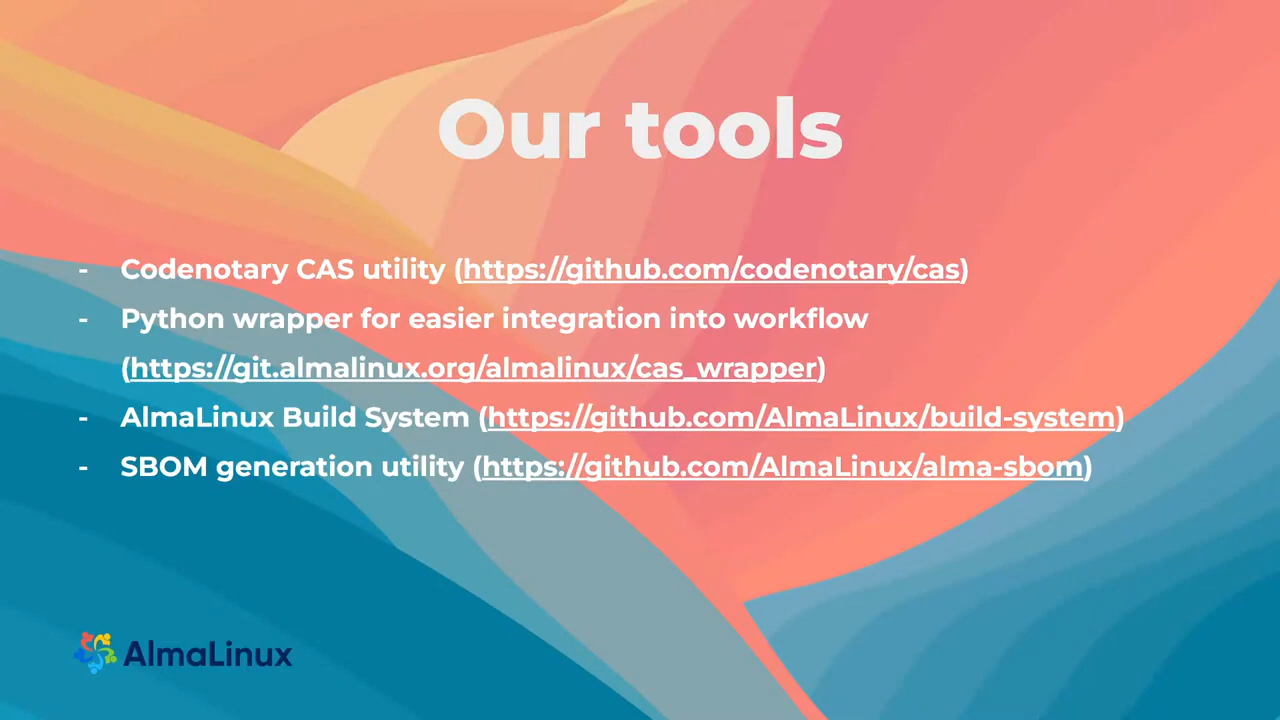 Our tools
- Codenotary CAS utility (https://github.com/codenotary/cas)
- Python wrapper for easier integration into workflow
(https://git.almalinux.org/almalinux/cas_wrapper)
- AlmaLinux Build System (https://github.com/AlmaLinux/build-system)
- SBOM generation utility (https://github.com/AlmaLinux/alma-sbom)
AlmaLinux